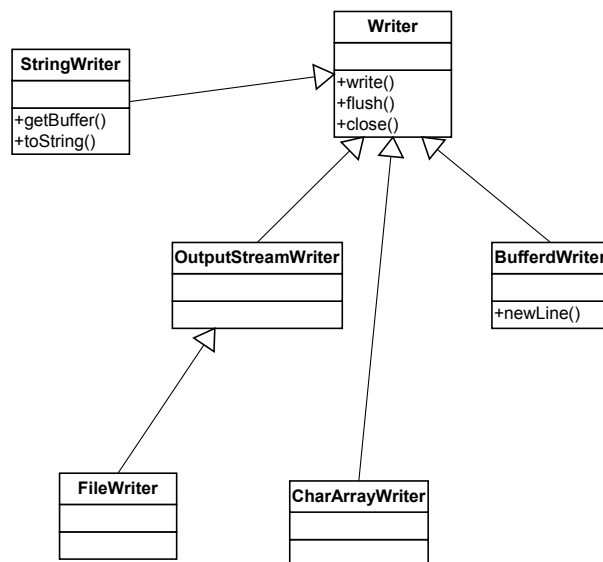 Writer
+write()
+flush()
+close()
StringWriter
+getBuffer()
+toString()
OutputStreamWriter
BufferdWriter
+newLine()
FileWriter
CharArrayWriter